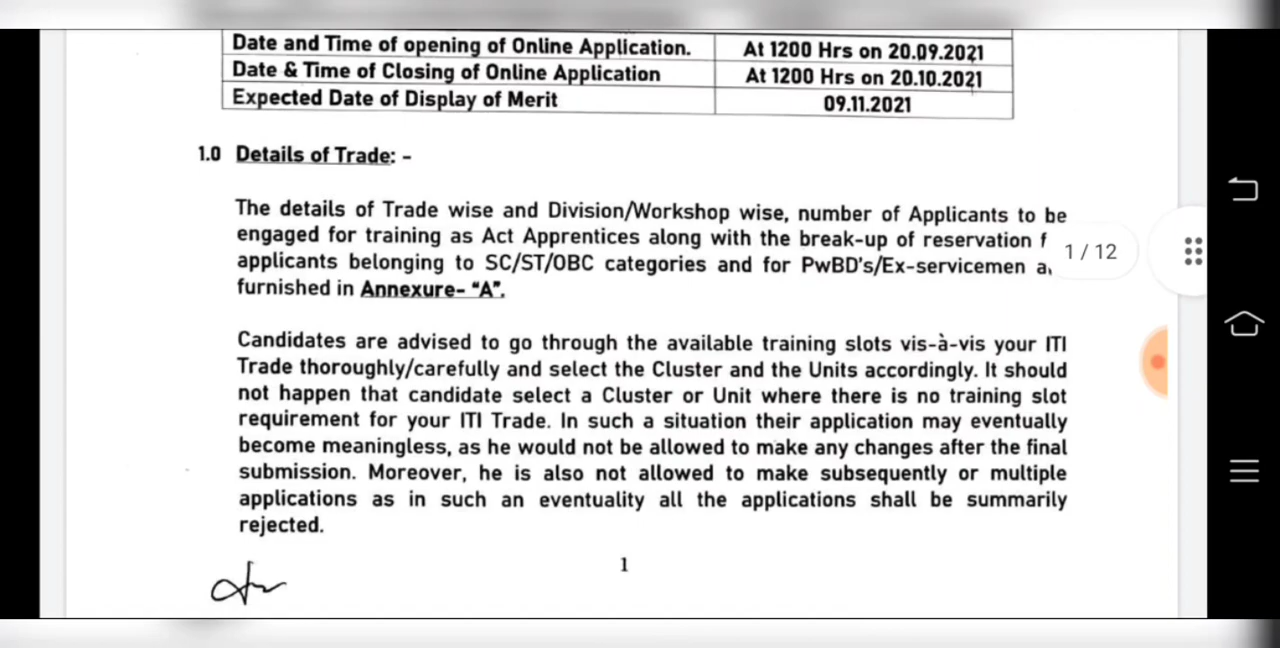 Date and Time of opening of Online Application. At 1200 Hrs on 20.09.2021
Date & Time of Closing of Online Application At 1200 Hrs on 20.10.2021
Expected Date of Display of Merit 09.11.2021
1.0 Details of Trade: -
The details of Trade wise and Division/Workshop wise, number of Applicants to be
engaged for training as Act Apprentices along with the break-up of reservation f
applicants belonging to SC/ST/OBC categories and for PwBD's/Ex-servicemen a
furnished in Annexure- “A”.
1 / 12
Candidates are advised to go through the available training slots vis-à-vis your ITI
Trade thoroughly/carefully and select the Cluster and the Units accordingly. It should
not happen that candidate select a Cluster or Unit where there is no training slot
requirement for your ITI Trade. In such a situation their application may eventually
become meaningless, as he would not be allowed to make any changes after the final
submission. Moreover, he is also not allowed to make subsequently or multiple
applications as in such an eventuality all the applications shall be summarily
rejected.
1